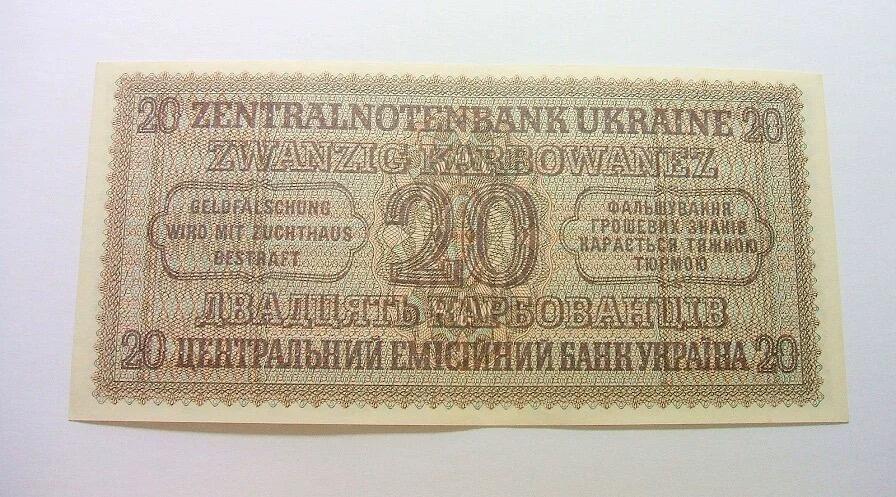 20 ZENTRALNOTENBANK UKRAINE 20
ZWANZIG KARBOWANEZ
GELDFÄLSCHUNG
WIRD MIT ZUCHTHAUS
BESTRAFT
20
ФАЛЬШУВАННЯ
ГРОШЕВИХ ЗНАКІВ
КАРАЄТЬСЯ ТЯЖКОЮ
ТЮРМОЮ
ДВАДЦЯТЬ КАРБОВАНЦІВ
20 ЦЕНТРАЛЬНИЙ ЕМІСІЙНИЙ БАНК УКРАЇНА 20